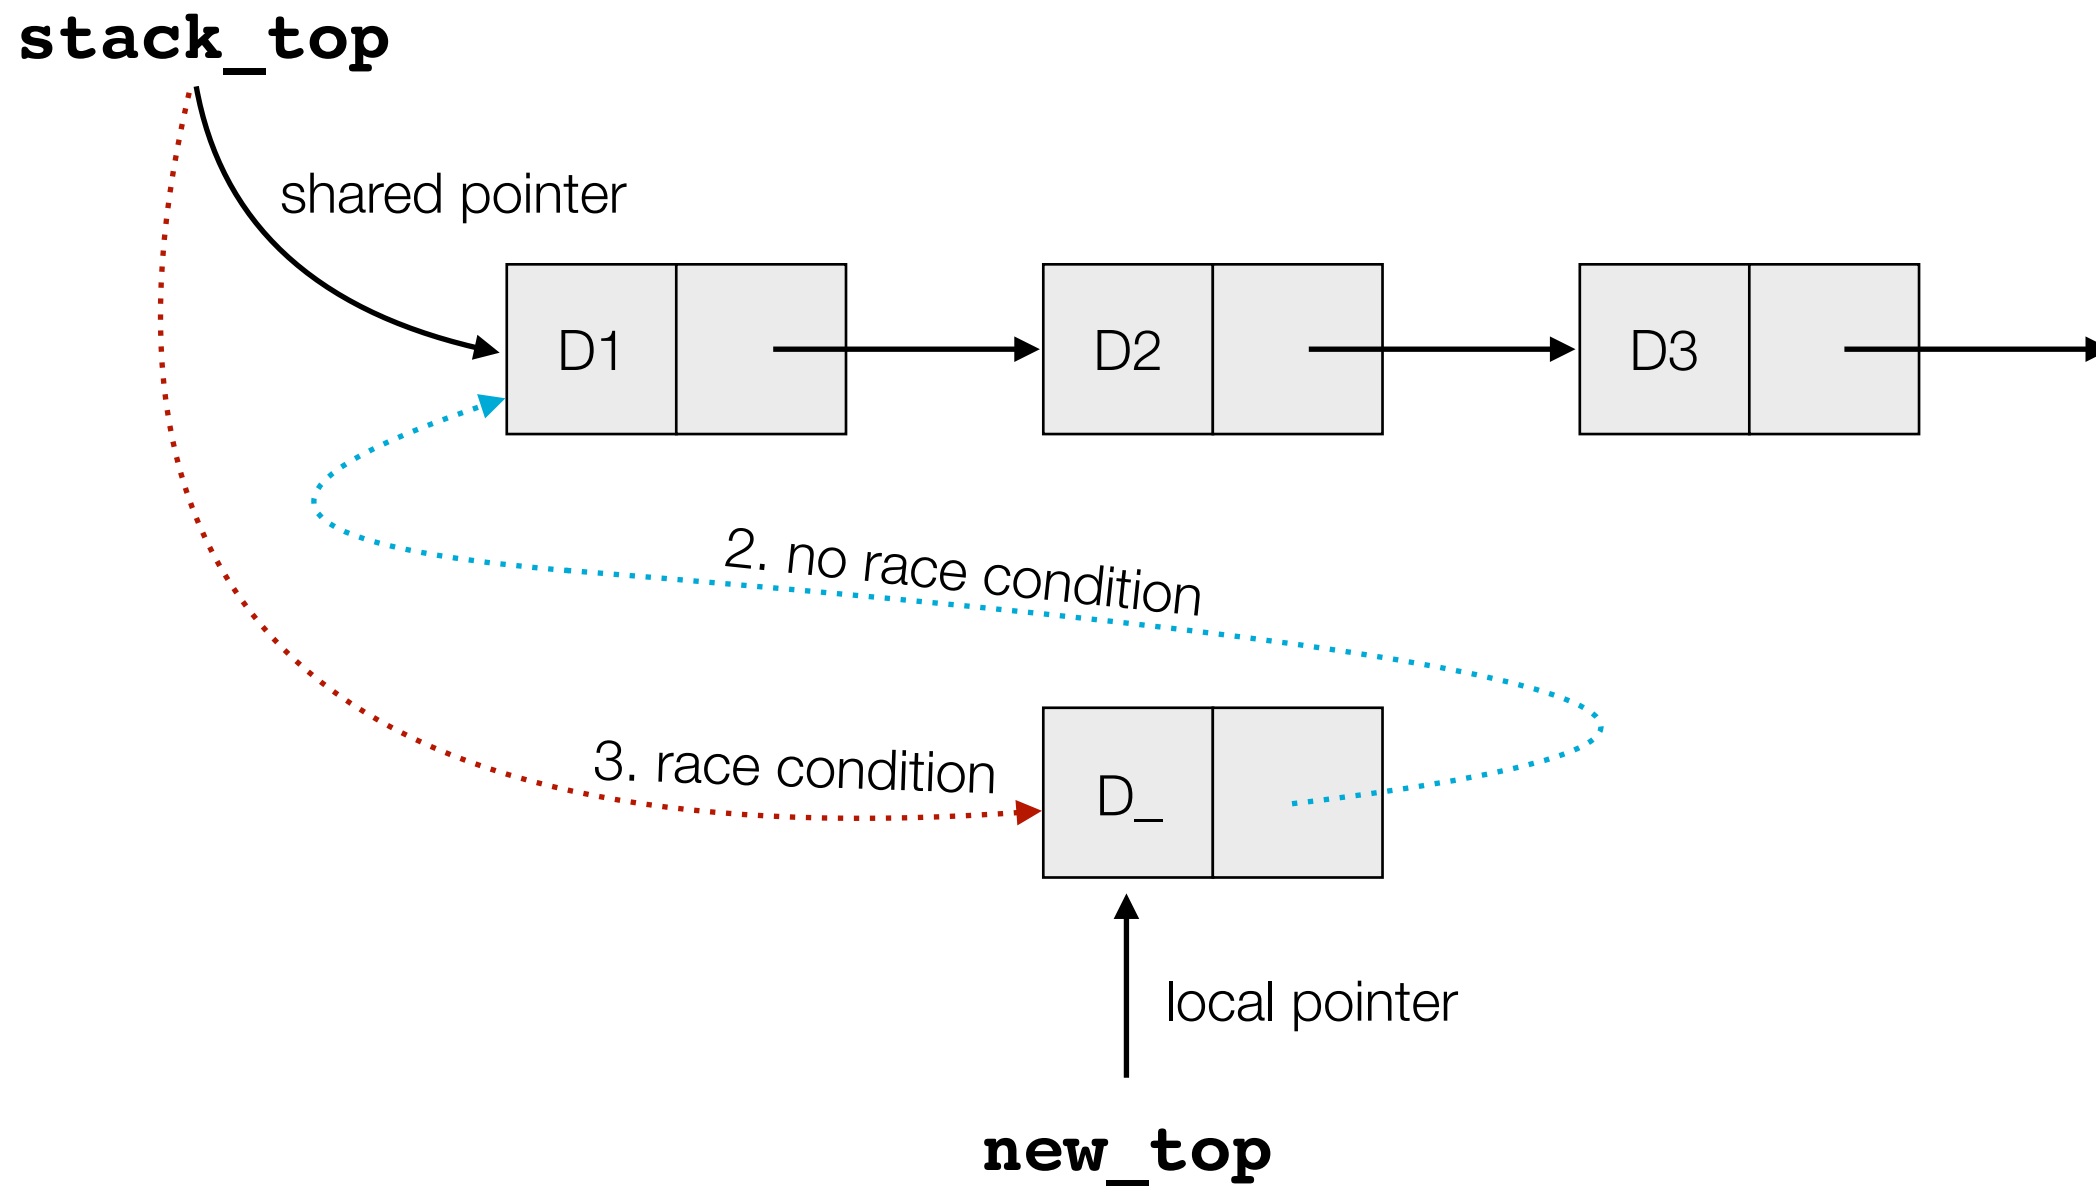 stack_top
shared pointer
D1
D2
D3
2. no race condition
3. race condition
D_
local pointer
new_top